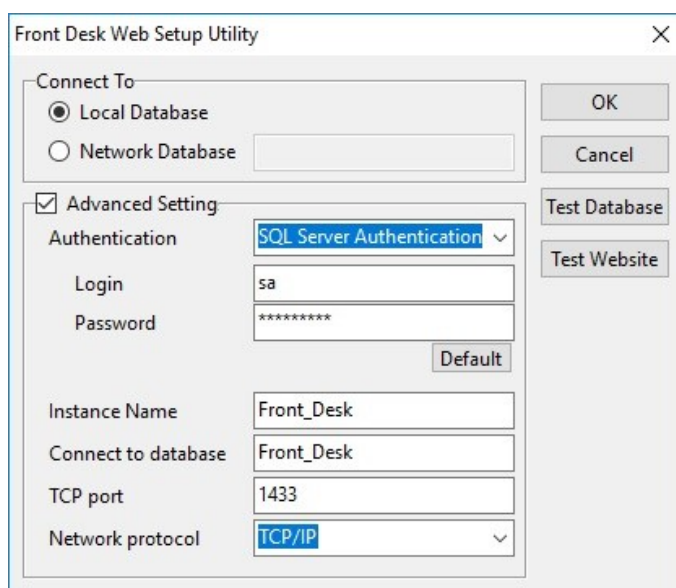 Front Desk Web Setup Utility
Connect To
Local Database
Network Database
OK
Cancel
Test Database
Test Website
Advanced Setting
Authentication SQL Server Authentication
Login sa
Password *********
Default
Instance Name Front_Desk
Connect to database Front_Desk
TCP port 1433
Network protocol TCP/IP